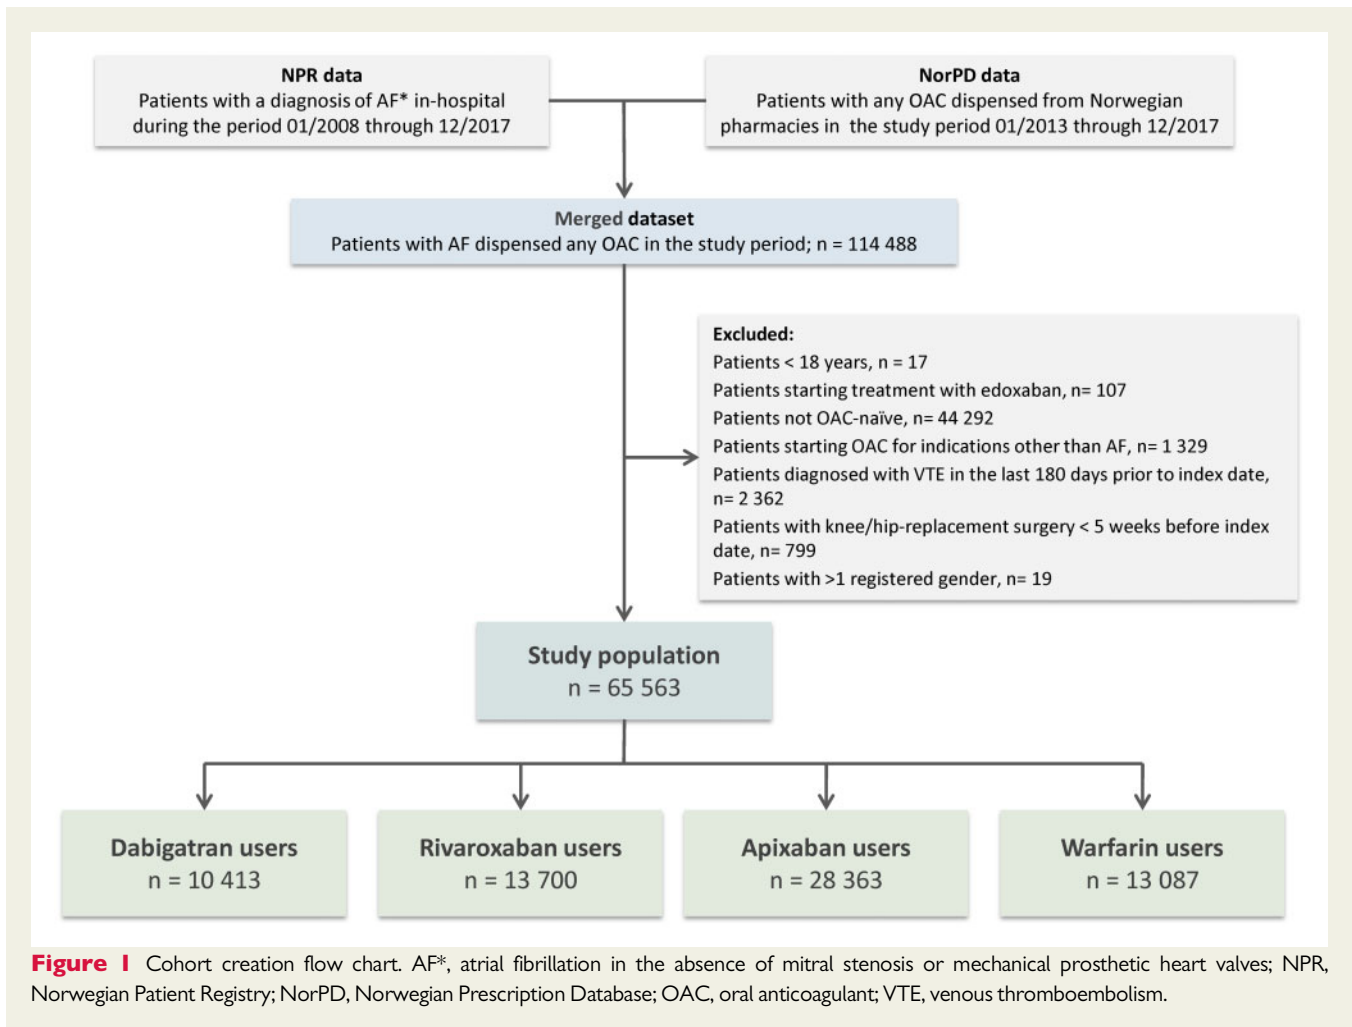 NPR data
Patients with a diagnosis of AF* in-hospital
during the period 01/2008 through 12/2017
NorPD data
Patients with any OAC dispensed from Norwegian
pharmacies in the study period 01/2013 through 12/2017
Merged dataset
Patients with AF dispensed any OAC in the study period; n = 114 488
Excluded:
Patients < 18 years, n = 17
Patients starting treatment with edoxaban, n= 107
Patients not OAC-naïve, n= 44 292
Patients starting OAC for indications other than AF, n= 1 329
Patients diagnosed with VTE in the last 180 days prior to index date,
n= 2 362
Patients with knee/hip-replacement surgery < 5 weeks before index
date, n= 799
Patients with >1 registered gender, n= 19
Study population
n = 65 563
Dabigatran users
n = 10 413
Rivaroxaban users
n = 13 700
Apixaban users
n = 28 363
Warfarin users
n = 13 087
Figure 1 Cohort creation flow chart. AF*, atrial fibrillation in the absence of mitral stenosis or mechanical prosthetic heart valves; NPR,
Norwegian Patient Registry; NorPD, Norwegian Prescription Database; OAC, oral anticoagulant; VTE, venous thromboembolism.